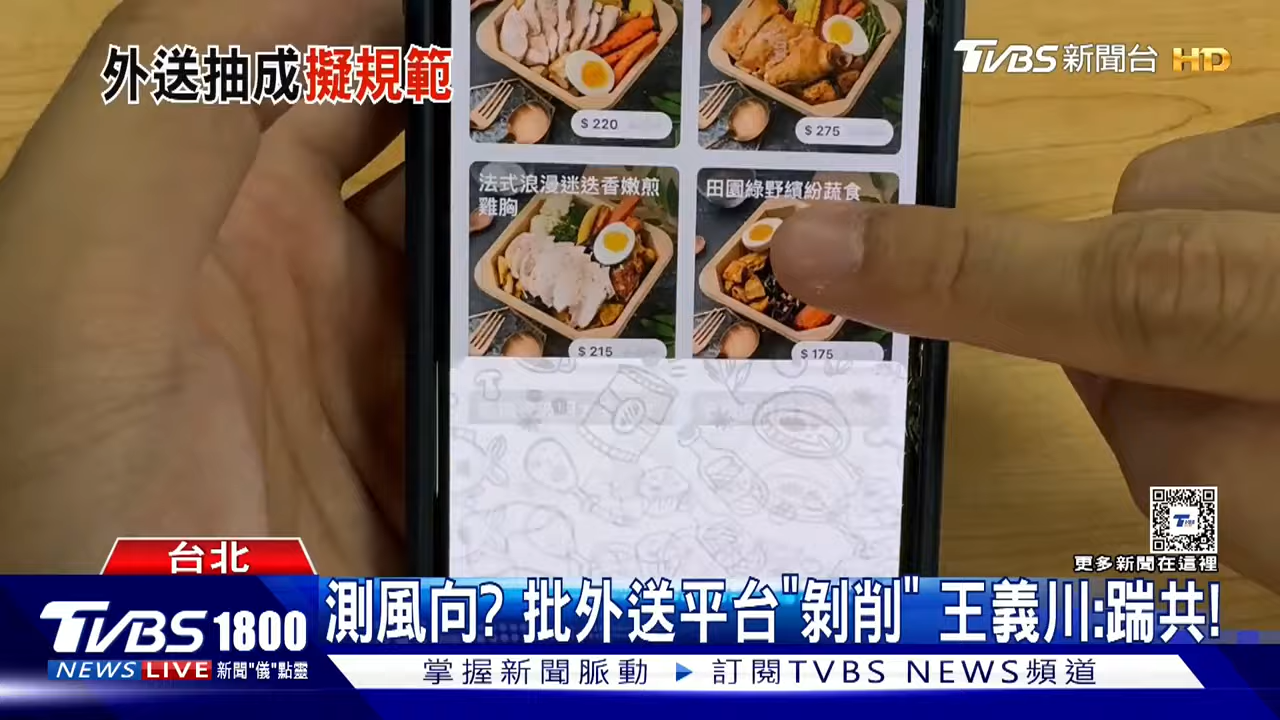 外送抽成擬規範
TVBS新聞台 HD
$ 220
$ 275
法式浪漫迷迭香嫩煎
雞胸
田園綠野繽紛蔬食
$ 215
$ 175
更多新聞在這裡
台北
測風向? 批外送平台"剝削" 王義川:踹共!
TVBS 1800
NEWS LIVE 新聞"儀"點靈
掌握新聞脈動 ▶ 訂閱TVBS NEWS頻道